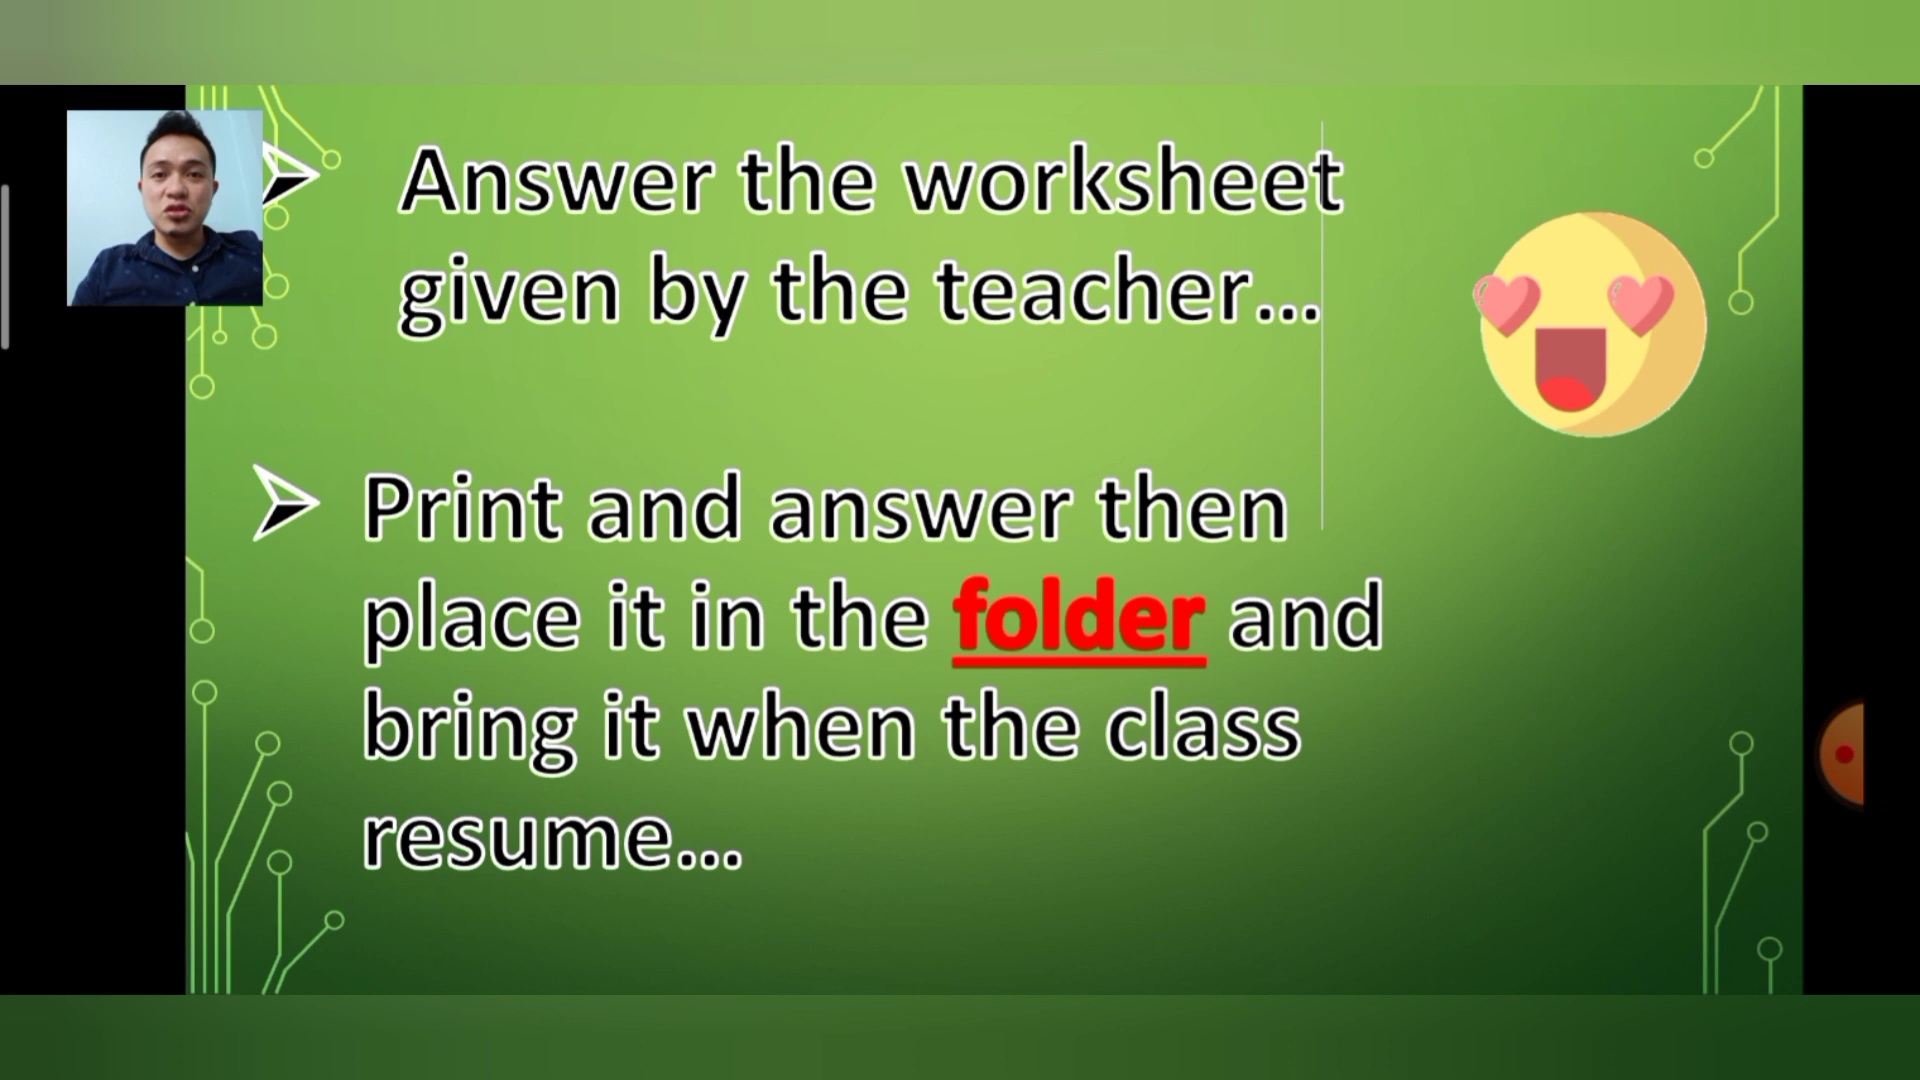 Answer the worksheet
given by the teacher...
Print and answer then
place it in the folder and
bring it when the class
resume...